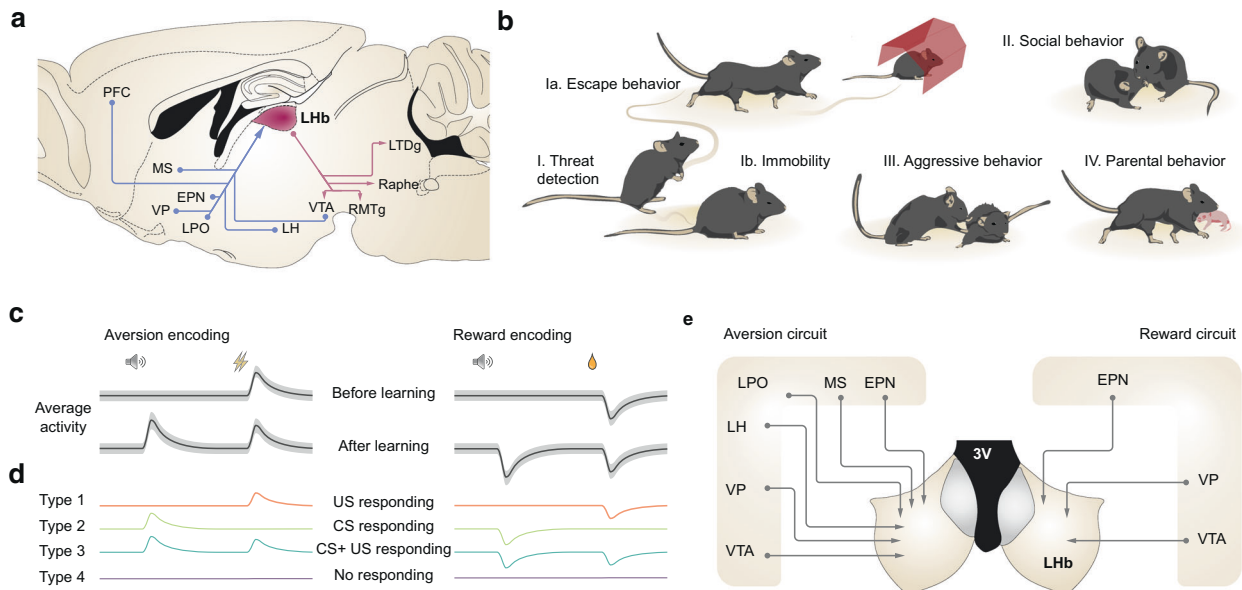 a
PFC
LHb
MS
EPN
VP
LPO
LH
VTA
RMTg
Raphe
LTDg
b
Ia. Escape behavior
II. Social behavior
I. Threat
detection
Ib. Immobility
III. Aggressive behavior
IV. Parental behavior
c
Aversion encoding
Reward encoding
Average
activity
Before learning
After learning
d
Type 1
US responding
Type 2
CS responding
Type 3
CS+ US responding
Type 4
No responding
e
Aversion circuit
Reward circuit
LPO
MS
EPN
EPN
LH
3V
VP
VP
VTA
VTA
LHb